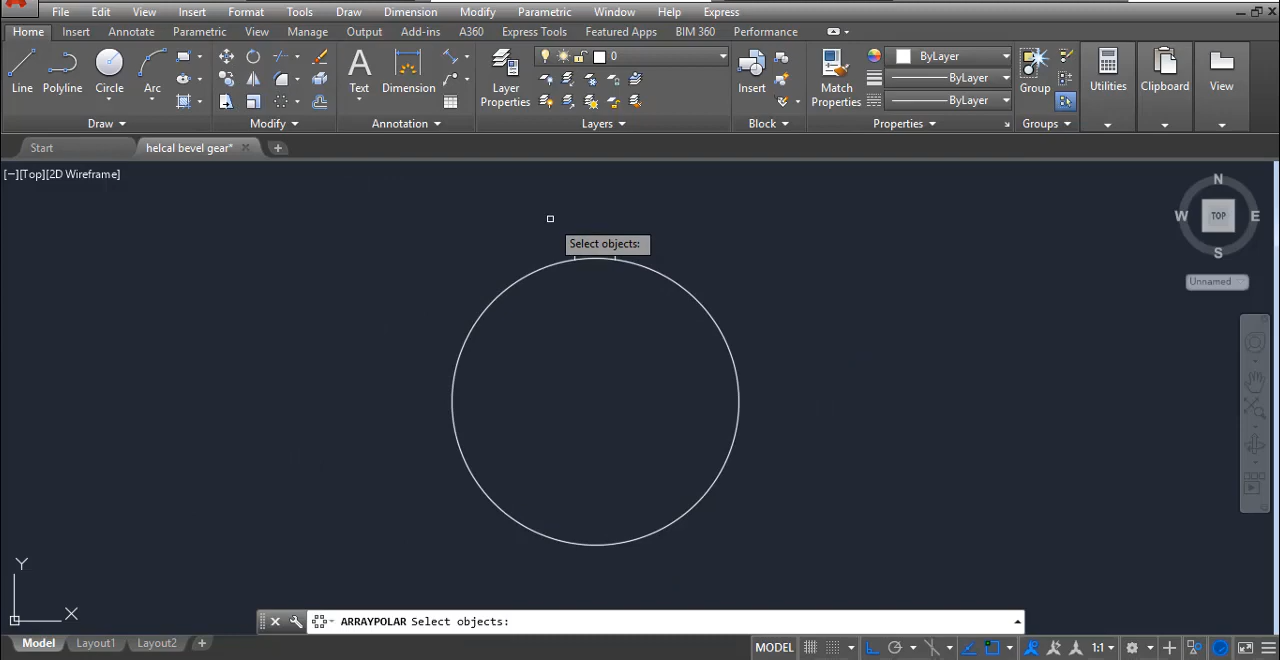 File Edit View Insert Format Tools Draw Dimension Modify Parametric Window Help Express
Home Insert Annotate Parametric View Manage Output Add-ins A360 Express Tools Featured Apps BIM 360 Performance
0
ByLayer
ByLayer
ByLayer
Line Polyline Circle Arc
Text Dimension
Layer Properties
Insert
Match Properties
Group
Utilities
Clipboard
View
Draw Modify Annotation Layers Block Properties Groups
Start
helcal bevel gear*
[−][Top][2D Wireframe]
N
W TOP E
S
Unnamed
Select objects:
Y
X
ARRAYPOLAR Select objects:
Model Layout1 Layout2
MODEL 1:1